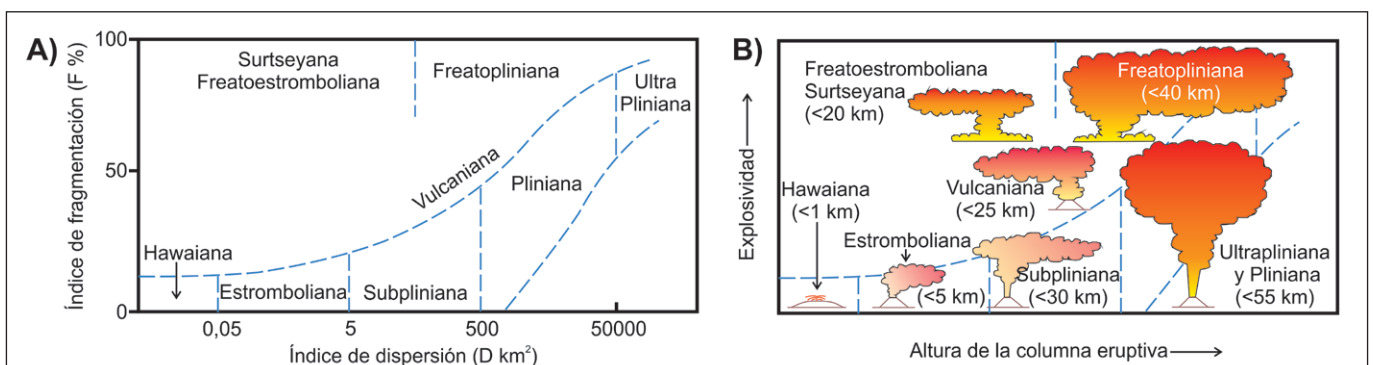 A)
Índice de fragmentación (F %)
100
50
0
Surtseyana
Freatoestromboliana
Freatopliniana
Ultra
Pliniana
Vulcaniana
Pliniana
Hawaiana
Estromboliana
Subpliniana
0,05
5
500
50000
Índice de dispersión (D km²)
B)
Explosividad
Freatoestromboliana
Surtseyana
(<20 km)
Freatopliniana
(<40 km)
Hawaiana
(<1 km)
Vulcaniana
(<25 km)
Estromboliana
(<5 km)
Subpliniana
(<30 km)
Ultrapliniana
y Pliniana
(<55 km)
Altura de la columna eruptiva